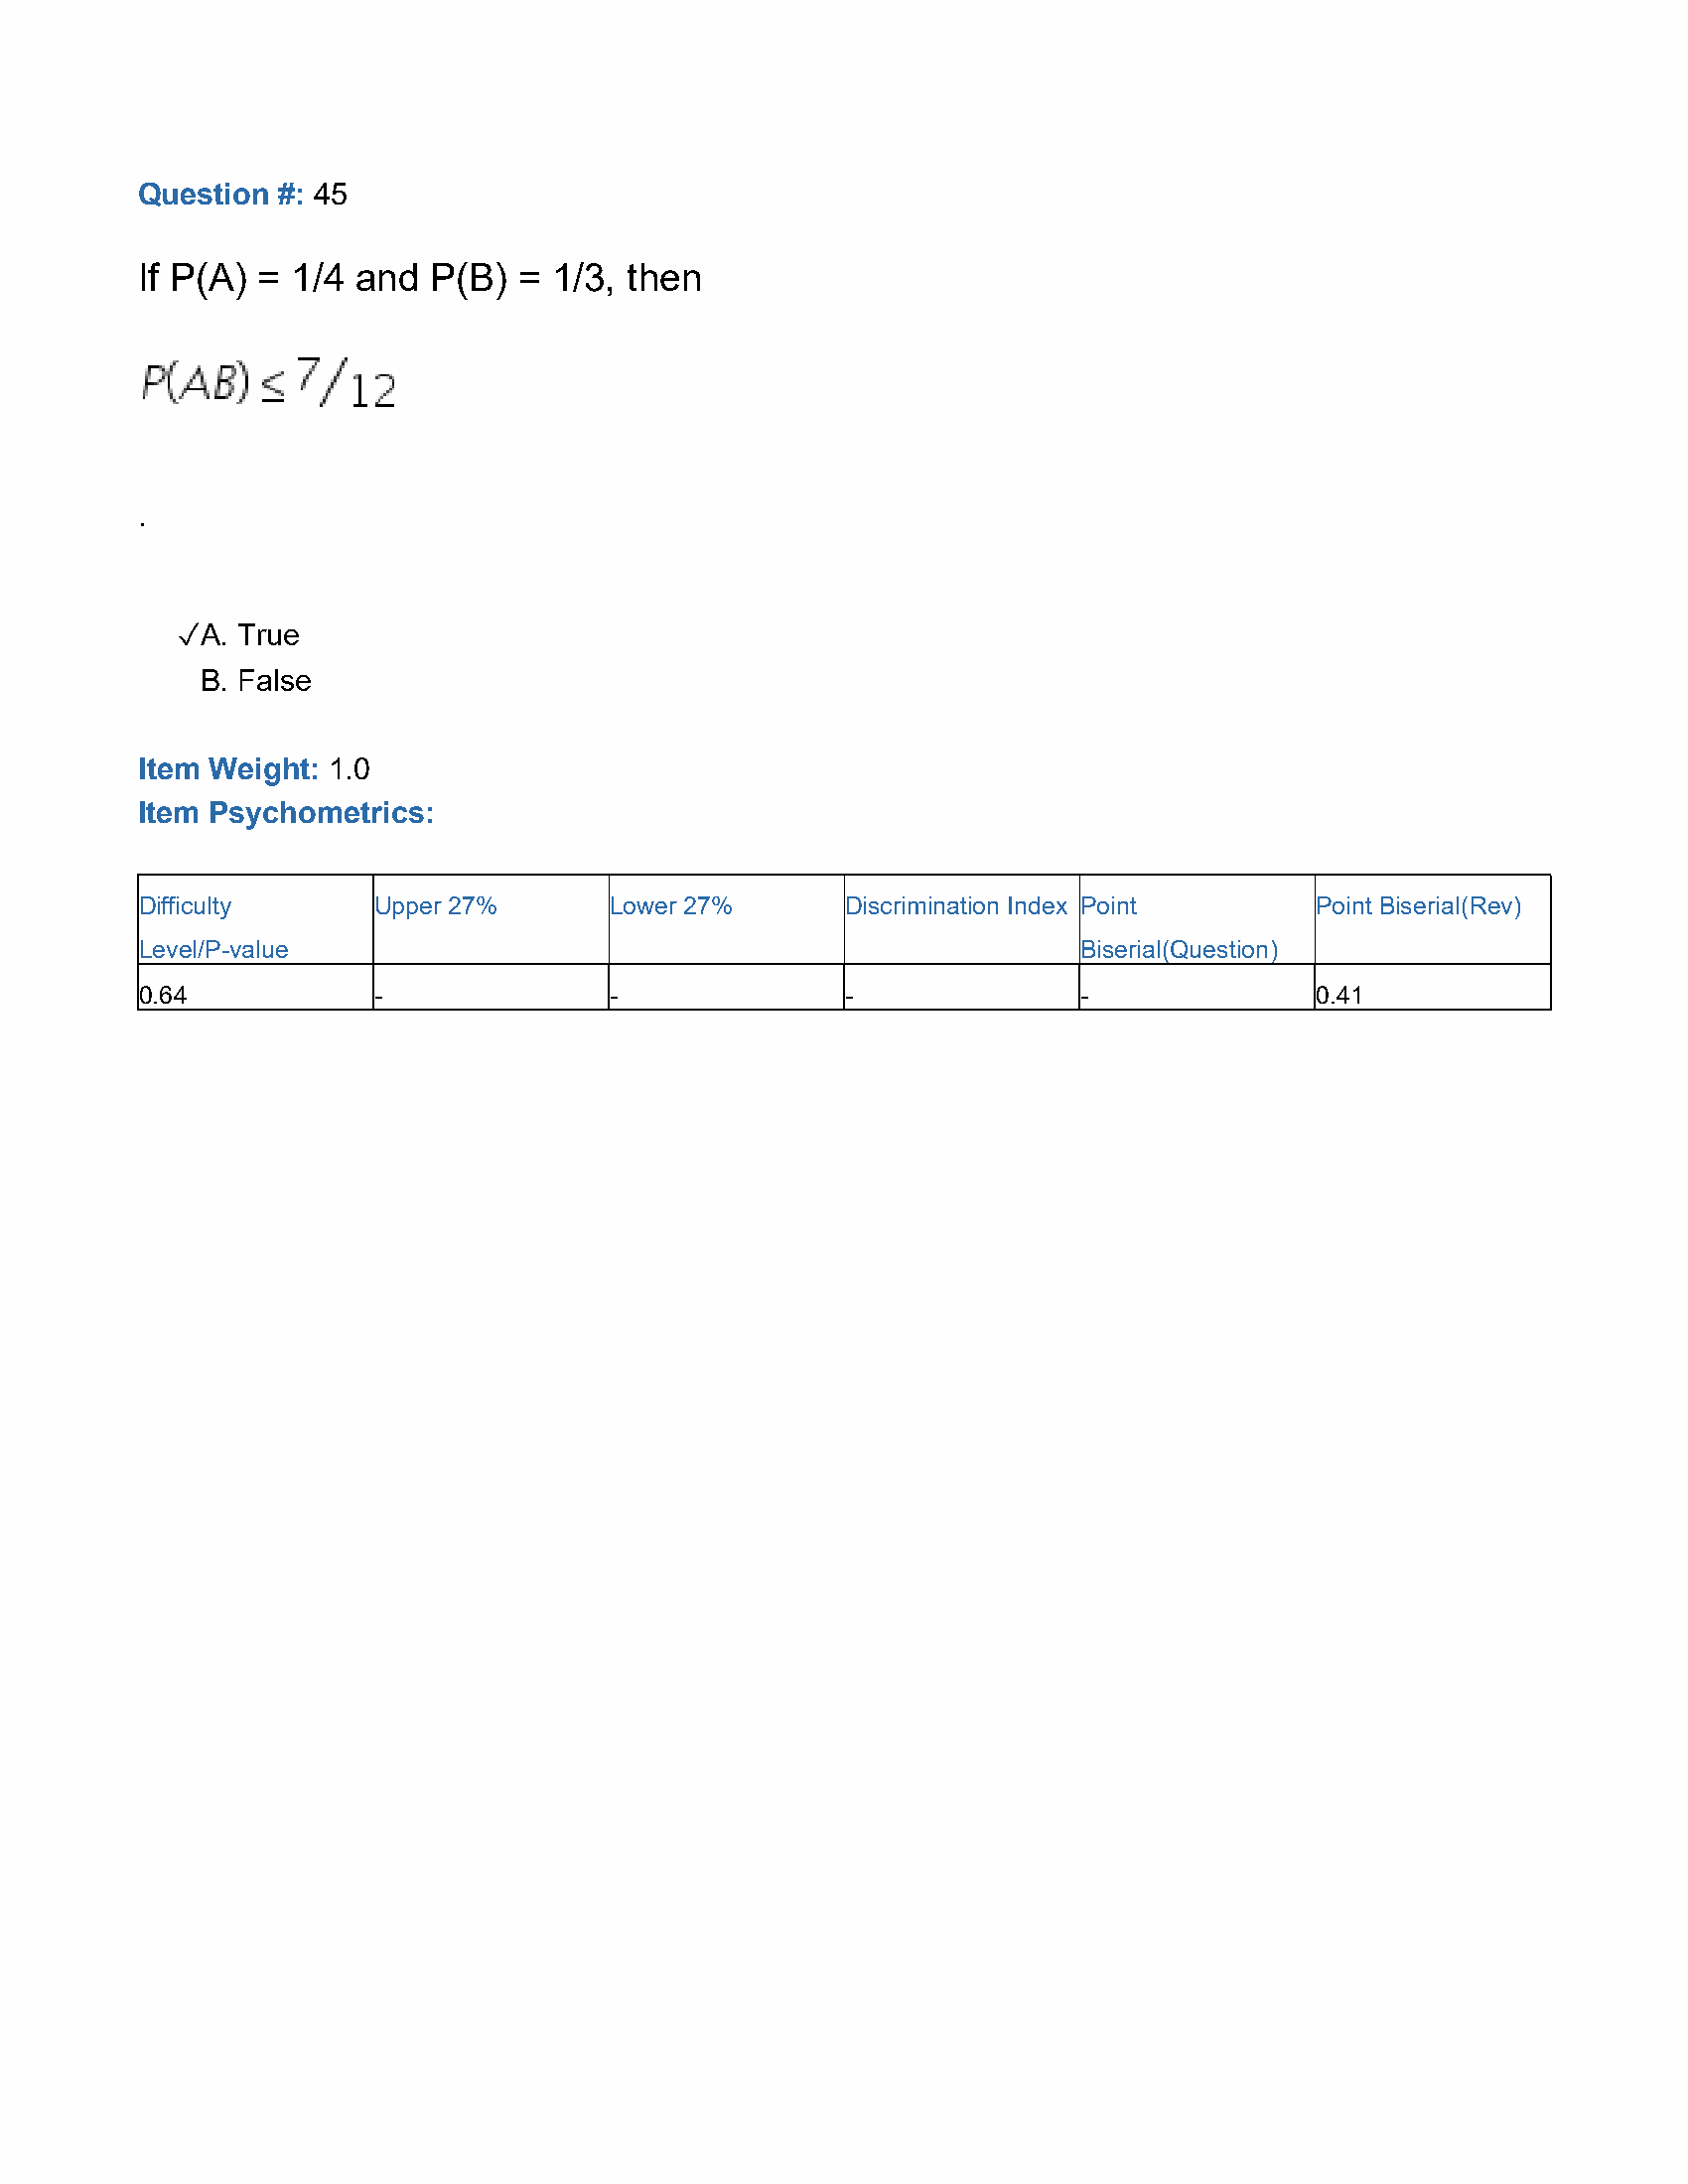 Question #: 45
If P(A) = 1/4 and P(B) = 1/3, then
P(AB) ≤ 7/12
.
✓A. True
B. False
Item Weight: 1.0
Item Psychometrics:
Difficulty Level/P-value Upper 27% Lower 27% Discrimination Index Point Biserial(Question) Point Biserial(Rev)
0.64 - - - - 0.41